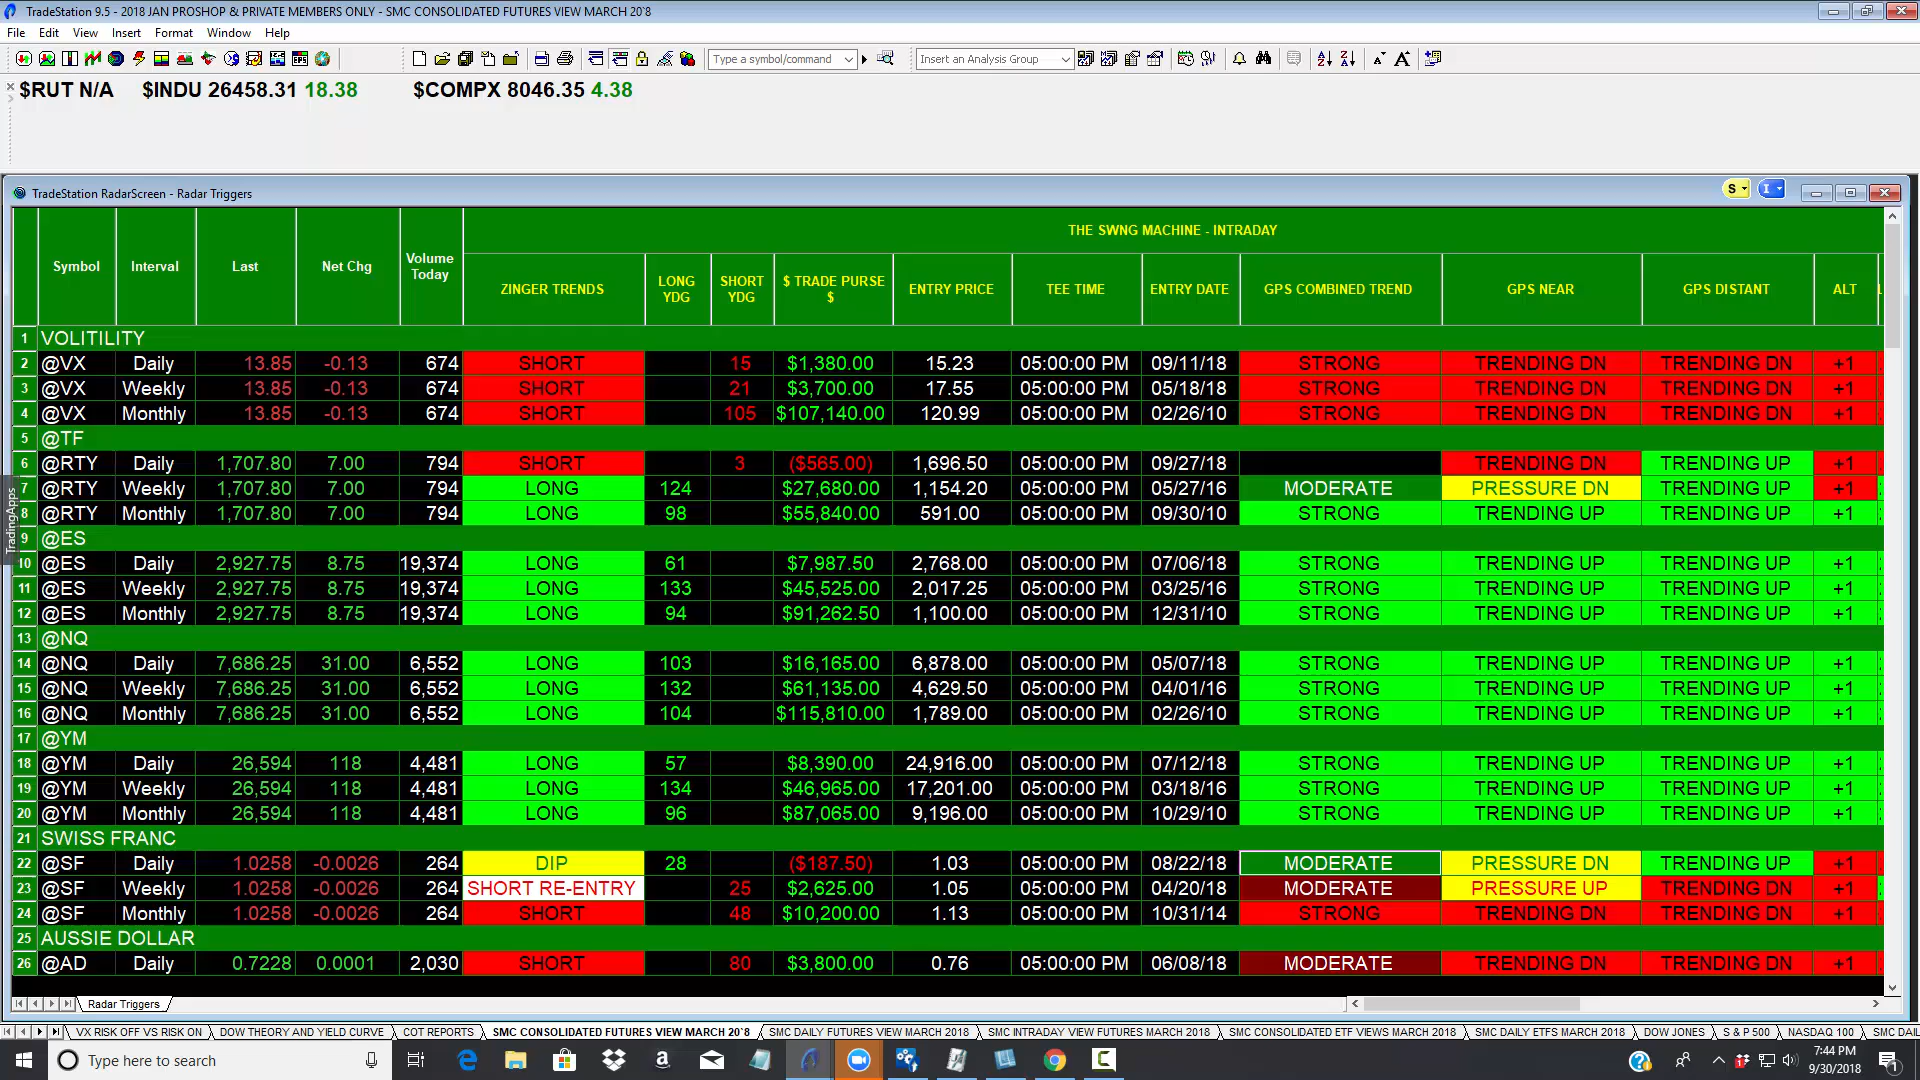 TradeStation 9.5 - 2018 JAN PROSHOP & PRIVATE MEMBERS ONLY - SMC CONSOLIDATED FUTURES VIEW MARCH 20`8
File Edit View Insert Format Window Help
Type a symbol/command Insert an Analysis Group
$RUT N/A $INDU 26458.31 18.38 $COMPX 8046.35 4.38
TradeStation RadarScreen - Radar Triggers
S I
THE SWNG MACHINE - INTRADAY
Symbol Interval Last Net Chg Volume Today ZINGER TRENDS LONG YDG SHORT YDG $ TRADE PURSE $ ENTRY PRICE TEE TIME ENTRY DATE GPS COMBINED TREND GPS NEAR GPS DISTANT ALT
1 VOLITILITY
2 @VX Daily 13.85 -0.13 674 SHORT 15 $1,380.00 15.23 05:00:00 PM 09/11/18 STRONG TRENDING DN TRENDING DN +1
3 @VX Weekly 13.85 -0.13 674 SHORT 21 $3,700.00 17.55 05:00:00 PM 05/18/18 STRONG TRENDING DN TRENDING DN +1
4 @VX Monthly 13.85 -0.13 674 SHORT 105 $107,140.00 120.99 05:00:00 PM 02/26/10 STRONG TRENDING DN TRENDING DN +1
5 @TF
6 @RTY Daily 1,707.80 7.00 794 SHORT 3 ($565.00) 1,696.50 05:00:00 PM 09/27/18 TRENDING DN TRENDING UP +1
7 @RTY Weekly 1,707.80 7.00 794 LONG 124 $27,680.00 1,154.20 05:00:00 PM 05/27/16 MODERATE PRESSURE DN TRENDING UP +1
8 @RTY Monthly 1,707.80 7.00 794 LONG 98 $55,840.00 591.00 05:00:00 PM 09/30/10 STRONG TRENDING UP TRENDING UP +1
9 @ES
10 @ES Daily 2,927.75 8.75 19,374 LONG 61 $7,987.50 2,768.00 05:00:00 PM 07/06/18 STRONG TRENDING UP TRENDING UP +1
11 @ES Weekly 2,927.75 8.75 19,374 LONG 133 $45,525.00 2,017.25 05:00:00 PM 03/25/16 STRONG TRENDING UP TRENDING UP +1
12 @ES Monthly 2,927.75 8.75 19,374 LONG 94 $91,262.50 1,100.00 05:00:00 PM 12/31/10 STRONG TRENDING UP TRENDING UP +1
13 @NQ
14 @NQ Daily 7,686.25 31.00 6,552 LONG 103 $16,165.00 6,878.00 05:00:00 PM 05/07/18 STRONG TRENDING UP TRENDING UP +1
15 @NQ Weekly 7,686.25 31.00 6,552 LONG 132 $61,135.00 4,629.50 05:00:00 PM 04/01/16 STRONG TRENDING UP TRENDING UP +1
16 @NQ Monthly 7,686.25 31.00 6,552 LONG 104 $115,810.00 1,789.00 05:00:00 PM 02/26/10 STRONG TRENDING UP TRENDING UP +1
17 @YM
18 @YM Daily 26,594 118 4,481 LONG 57 $8,390.00 24,916.00 05:00:00 PM 07/12/18 STRONG TRENDING UP TRENDING UP +1
19 @YM Weekly 26,594 118 4,481 LONG 134 $46,965.00 17,201.00 05:00:00 PM 03/18/16 STRONG TRENDING UP TRENDING UP +1
20 @YM Monthly 26,594 118 4,481 LONG 96 $87,065.00 9,196.00 05:00:00 PM 10/29/10 STRONG TRENDING UP TRENDING UP +1
21 SWISS FRANC
22 @SF Daily 1.0258 -0.0026 264 DIP 28 ($187.50) 1.03 05:00:00 PM 08/22/18 MODERATE PRESSURE DN TRENDING UP +1
23 @SF Weekly 1.0258 -0.0026 264 SHORT RE-ENTRY 25 $2,625.00 1.05 05:00:00 PM 04/20/18 MODERATE PRESSURE UP TRENDING DN +1
24 @SF Monthly 1.0258 -0.0026 264 SHORT 48 $10,200.00 1.13 05:00:00 PM 10/31/14 STRONG TRENDING DN TRENDING DN +1
25 AUSSIE DOLLAR
26 @AD Daily 0.7228 0.0001 2,030 SHORT 80 $3,800.00 0.76 05:00:00 PM 06/08/18 MODERATE TRENDING DN TRENDING DN +1
TradingApps
Radar Triggers
VX RISK OFF VS RISK ON DOW THEORY AND YIELD CURVE COT REPORTS SMC CONSOLIDATED FUTURES VIEW MARCH 20`8 SMC DAILY FUTURES VIEW MARCH 2018 SMC INTRADAY VIEW FUTURES MARCH 2018 SMC CONSOLIDATED ETF VIEWS MARCH 2018 SMC DAILY ETFS MARCH 2018 DOW JONES S & P 500 NASDAQ 100 SMC DAIL
Type here to search
7:44 PM
9/30/2018